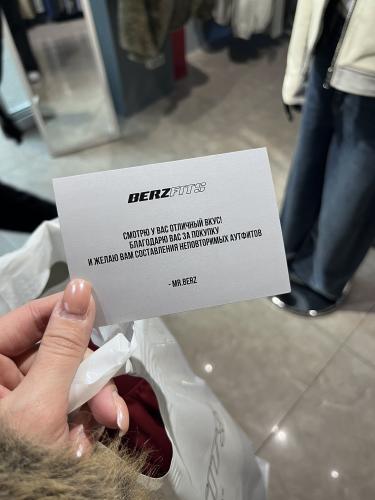 BERZFITS
СМОТРЮ У ВАС ОТЛИЧНЫЙ ВКУС!
БЛАГОДАРЮ ВАС ЗА ПОКУПКУ
И ЖЕЛАЮ ВАМ СОСТАВЛЕНИЯ НЕПОВТОРИМЫХ АУТФИТОВ
- MR.BERZ